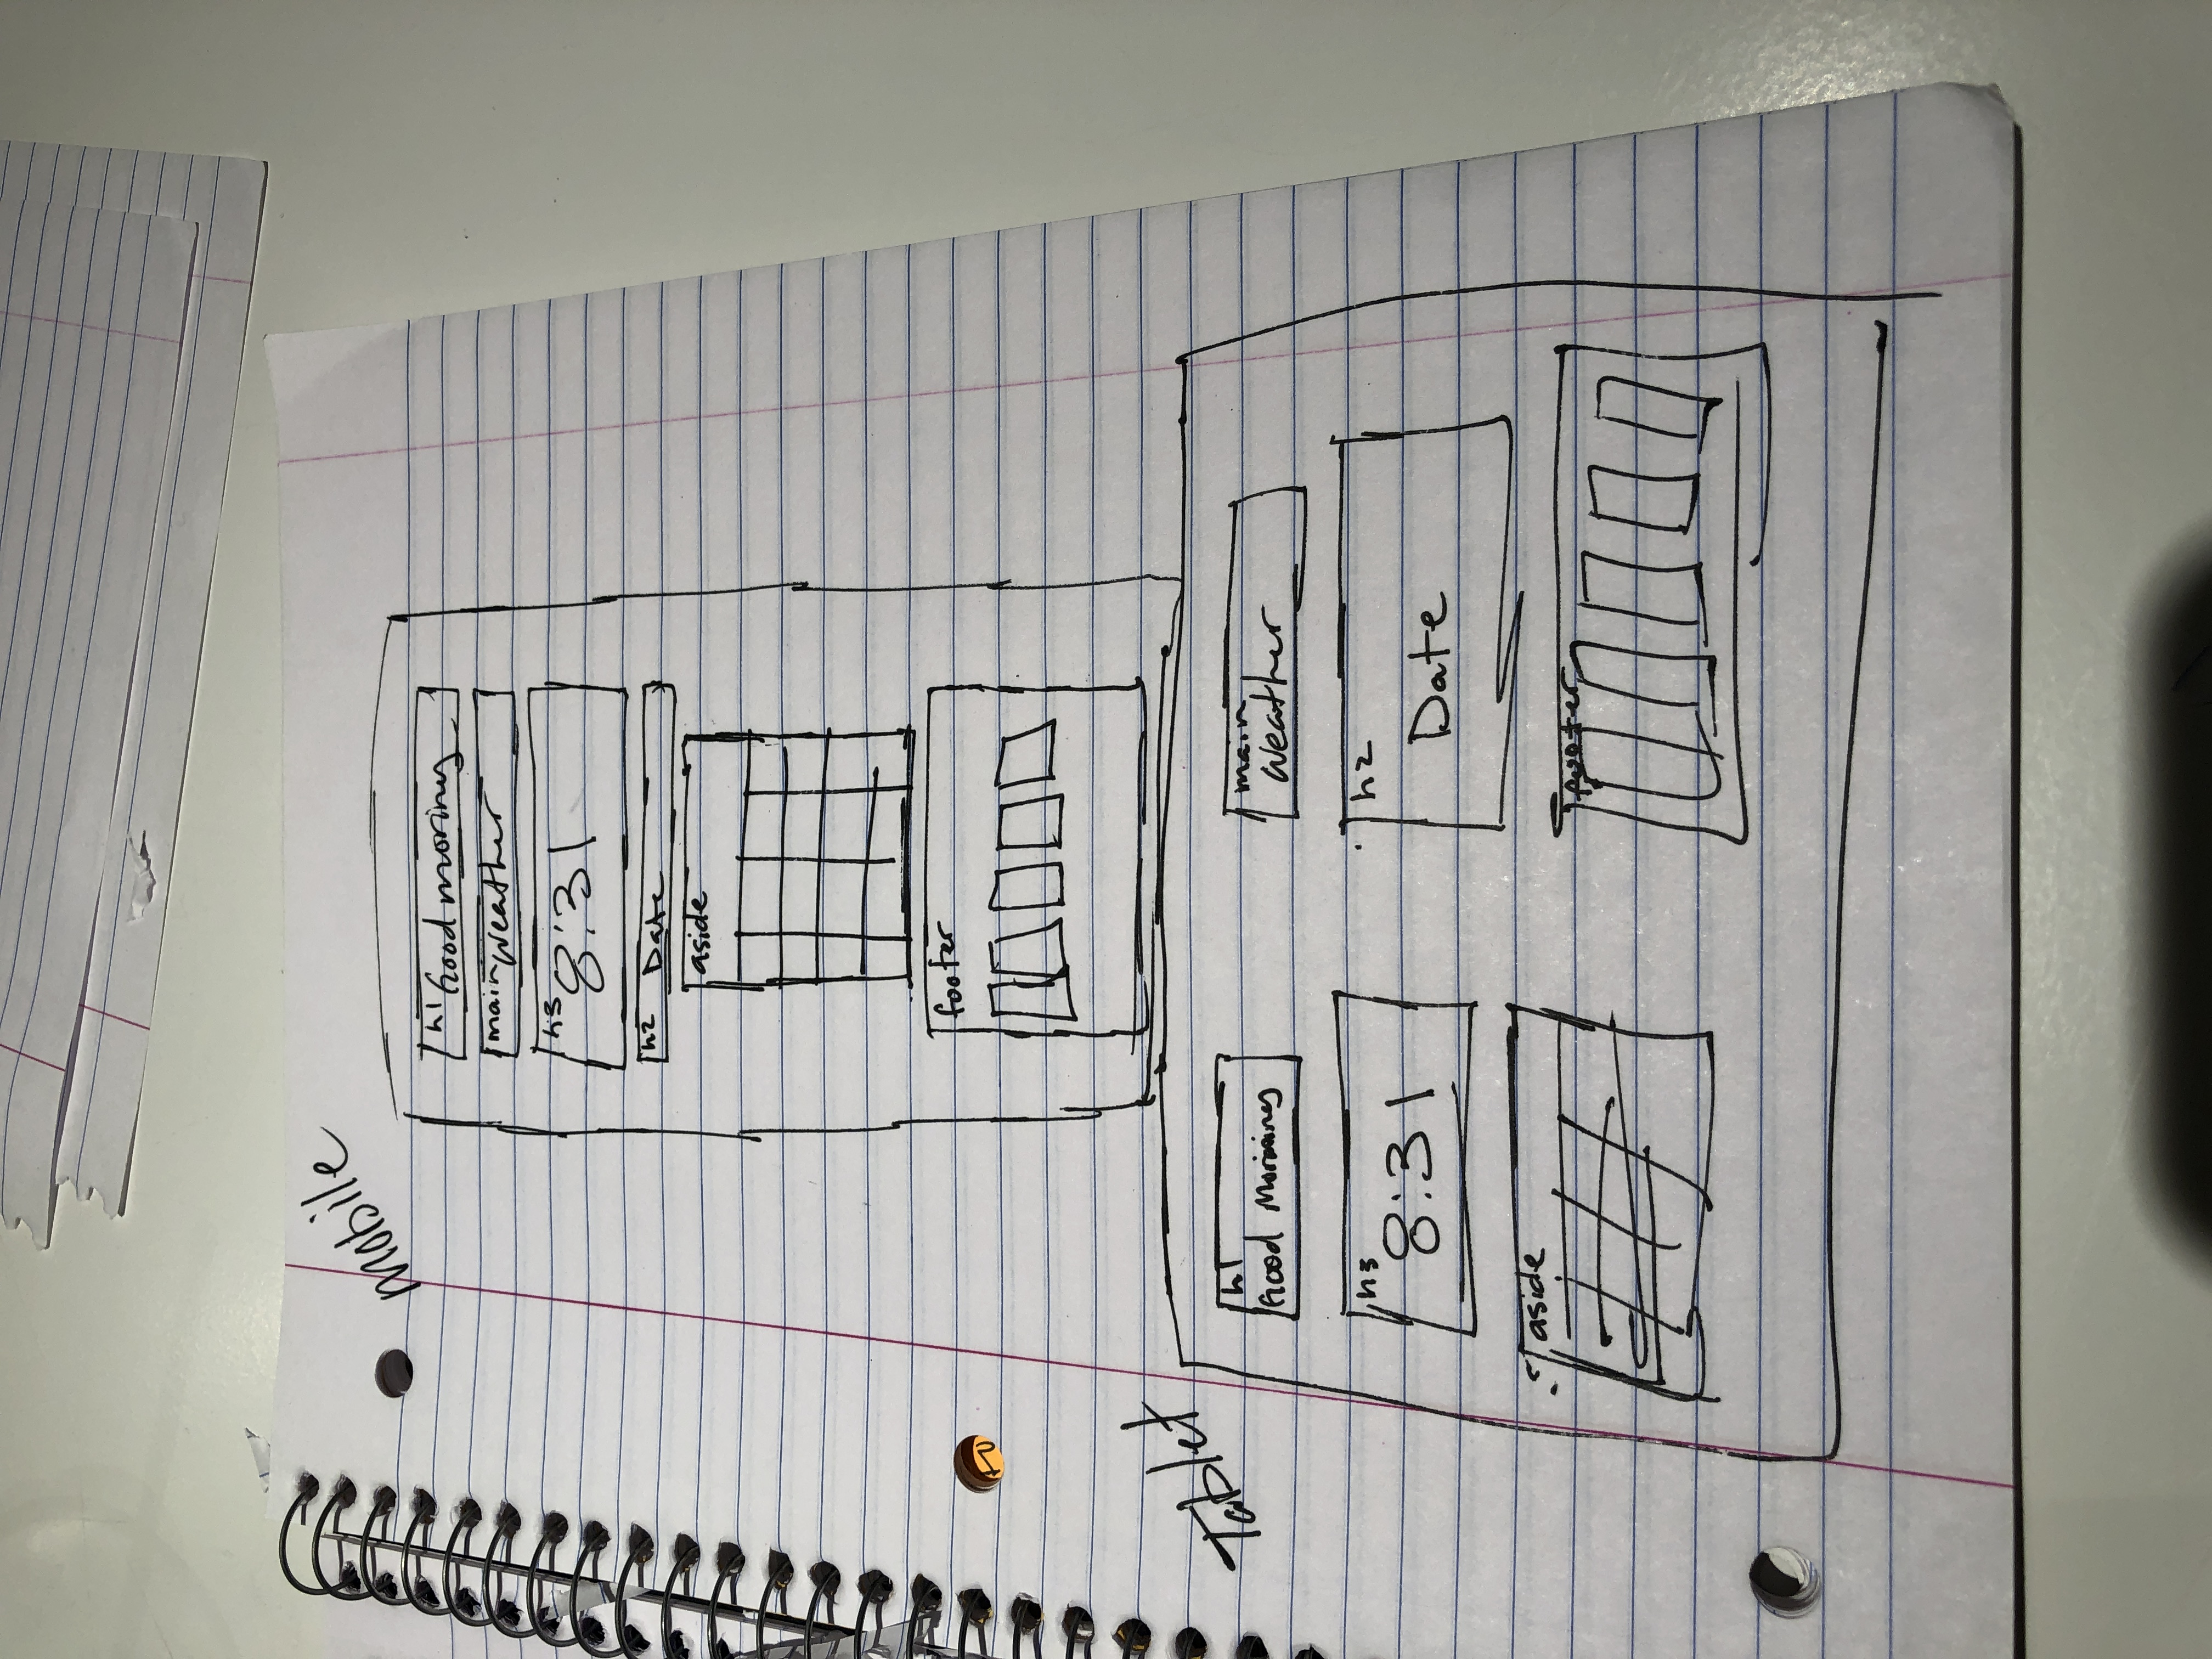 mobile
h1 Good moriny
main weather
h3 8:31
h2 Date
aside
footer
Tablet
h1
Good Morining
main
weather
h3
8:31
h2
Date
aside
footer